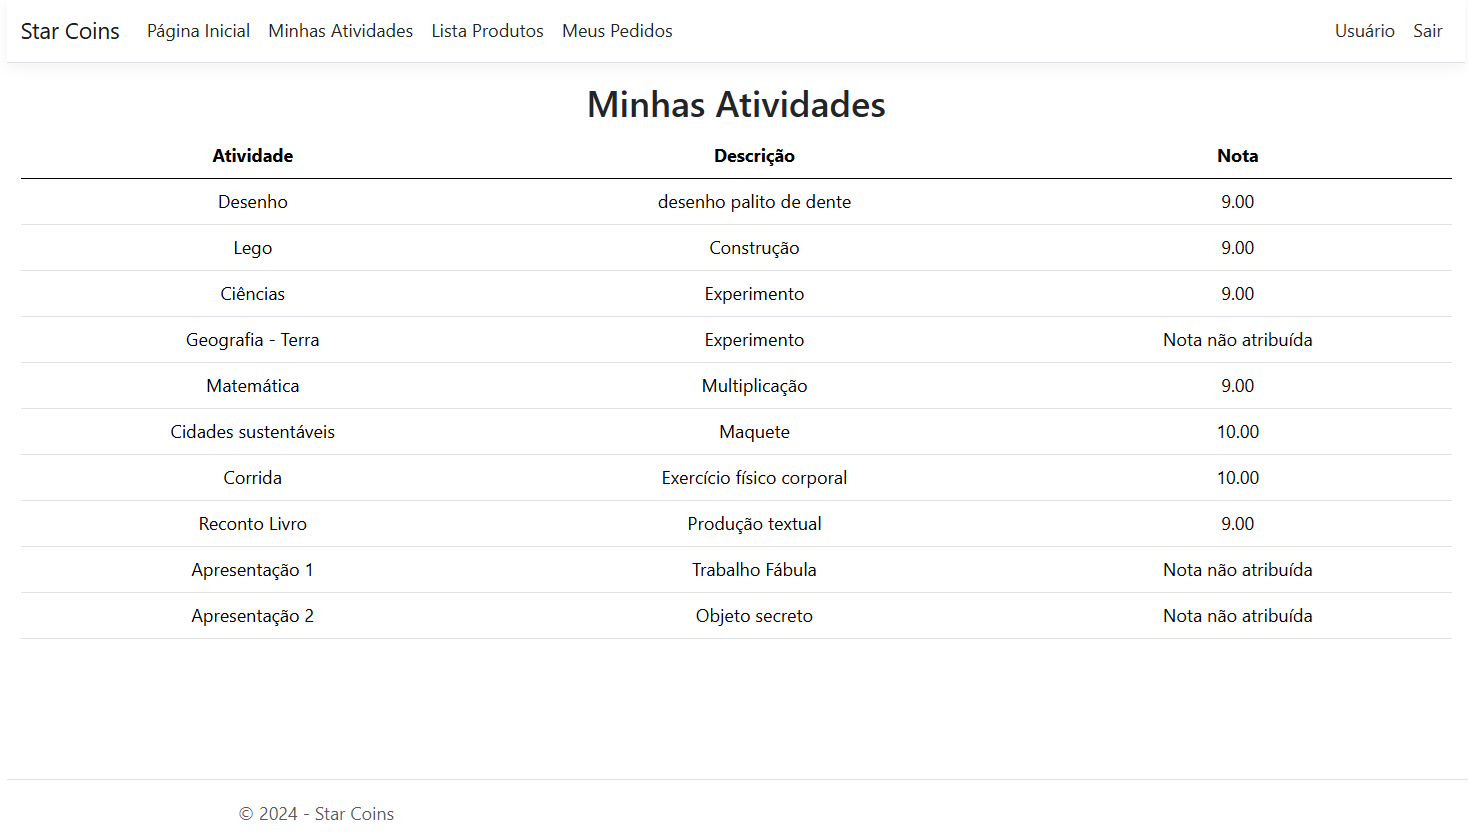 Star Coins Página Inicial Minhas Atividades Lista Produtos Meus Pedidos Usuário Sair
Minhas Atividades
Atividade Descrição Nota
Desenho desenho palito de dente 9.00
Lego Construção 9.00
Ciências Experimento 9.00
Geografia - Terra Experimento Nota não atribuída
Matemática Multiplicação 9.00
Cidades sustentáveis Maquete 10.00
Corrida Exercício físico corporal 10.00
Reconto Livro Produção textual 9.00
Apresentação 1 Trabalho Fábula Nota não atribuída
Apresentação 2 Objeto secreto Nota não atribuída
© 2024 - Star Coins